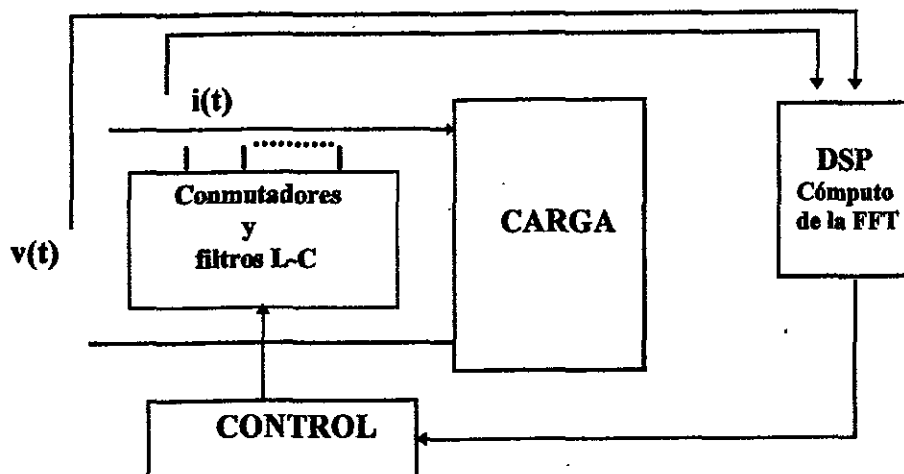 i(t)
v(t)
Conmutadores
y
filtros L-C
CARGA
DSP
Cómputo
de la FFT
CONTROL